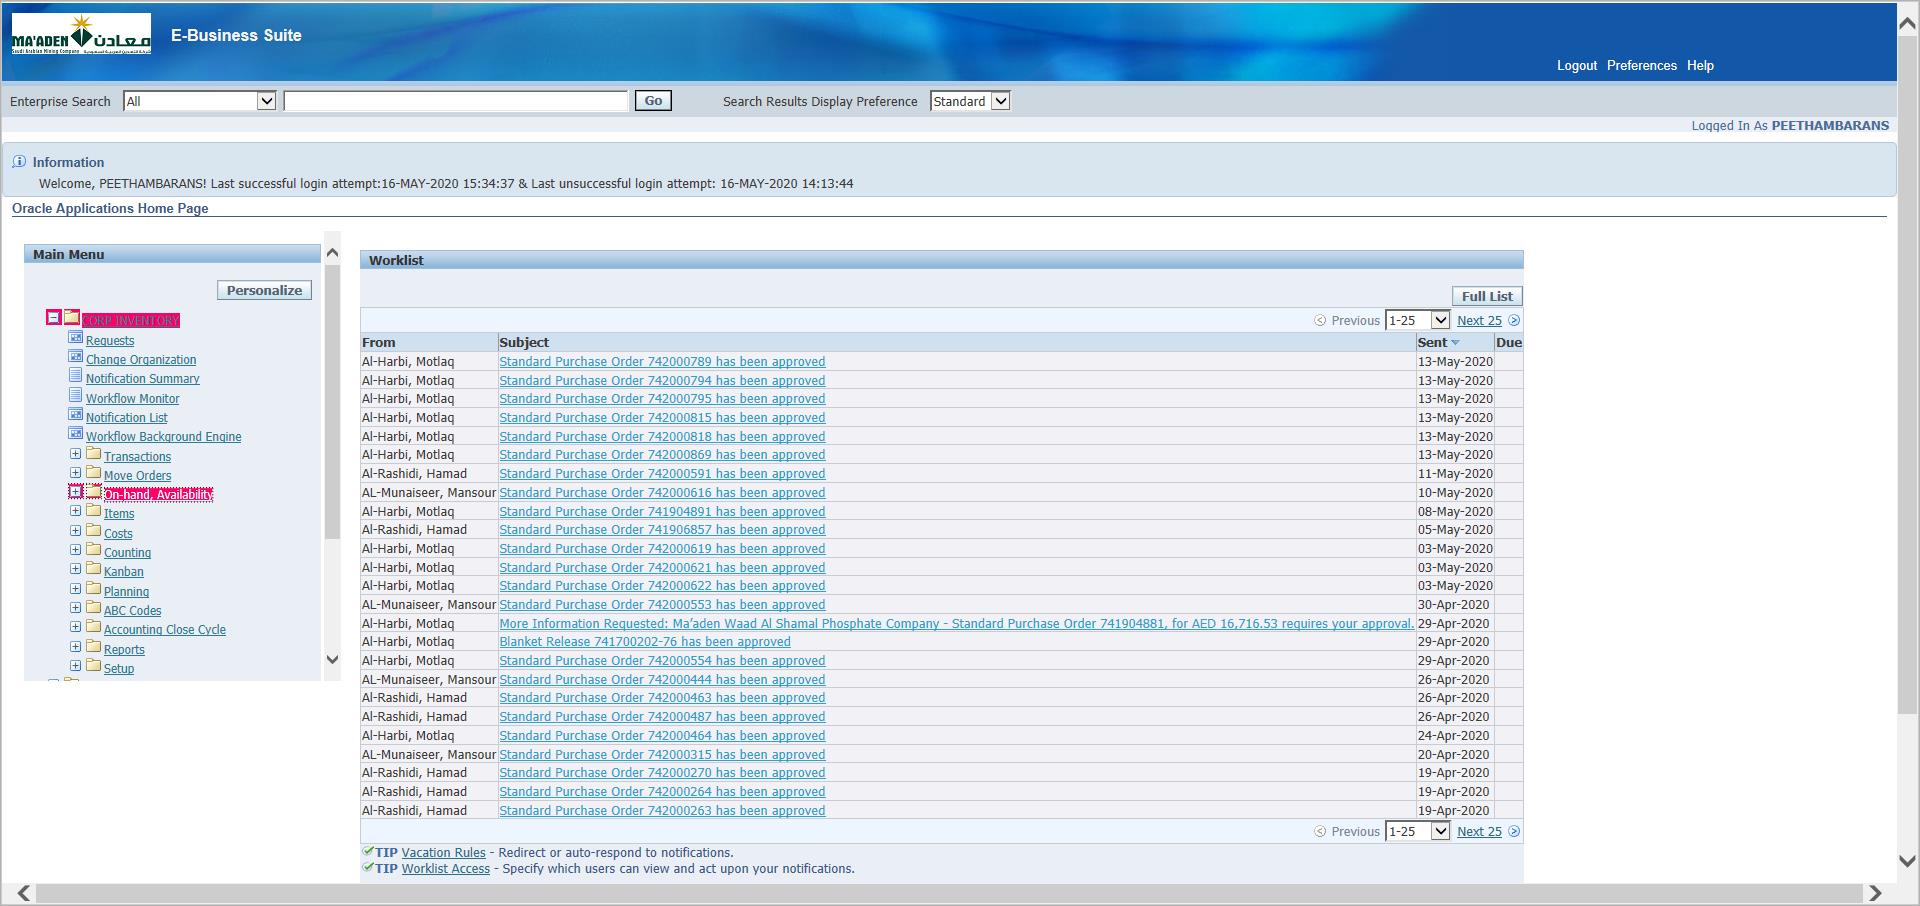 MA'ADEN معادن
Saudi Arabian Mining Company
E-Business Suite
Logout Preferences Help
Enterprise Search All Go Search Results Display Preference Standard
Logged In As PEETHAMBARANS
Information
Welcome, PEETHAMBARANS! Last successful login attempt:16-MAY-2020 15:34:37 & Last unsuccessful login attempt: 16-MAY-2020 14:13:44
Oracle Applications Home Page
Main Menu
Personalize
CORP INVENTORY
Requests
Change Organization
Notification Summary
Workflow Monitor
Notification List
Workflow Background Engine
Transactions
Move Orders
On-hand, Availability
Items
Costs
Counting
Kanban
Planning
ABC Codes
Accounting Close Cycle
Reports
Setup
Worklist
Full List
Previous 1-25 Next 25
From Subject Sent Due
Al-Harbi, Motlaq Standard Purchase Order 742000789 has been approved 13-May-2020
Al-Harbi, Motlaq Standard Purchase Order 742000794 has been approved 13-May-2020
Al-Harbi, Motlaq Standard Purchase Order 742000795 has been approved 13-May-2020
Al-Harbi, Motlaq Standard Purchase Order 742000815 has been approved 13-May-2020
Al-Harbi, Motlaq Standard Purchase Order 742000818 has been approved 13-May-2020
Al-Harbi, Motlaq Standard Purchase Order 742000869 has been approved 13-May-2020
Al-Rashidi, Hamad Standard Purchase Order 742000591 has been approved 11-May-2020
AL-Munaiseer, Mansour Standard Purchase Order 742000616 has been approved 10-May-2020
Al-Harbi, Motlaq Standard Purchase Order 741904891 has been approved 08-May-2020
Al-Rashidi, Hamad Standard Purchase Order 741906857 has been approved 05-May-2020
Al-Harbi, Motlaq Standard Purchase Order 742000619 has been approved 03-May-2020
Al-Harbi, Motlaq Standard Purchase Order 742000621 has been approved 03-May-2020
Al-Harbi, Motlaq Standard Purchase Order 742000622 has been approved 03-May-2020
AL-Munaiseer, Mansour Standard Purchase Order 742000553 has been approved 30-Apr-2020
Al-Harbi, Motlaq More Information Requested: Ma'aden Waad Al Shamal Phosphate Company - Standard Purchase Order 741904881, for AED 16,716.53 requires your approval. 29-Apr-2020
Al-Harbi, Motlaq Blanket Release 741700202-76 has been approved 29-Apr-2020
Al-Harbi, Motlaq Standard Purchase Order 742000554 has been approved 29-Apr-2020
AL-Munaiseer, Mansour Standard Purchase Order 742000444 has been approved 26-Apr-2020
Al-Rashidi, Hamad Standard Purchase Order 742000463 has been approved 26-Apr-2020
Al-Rashidi, Hamad Standard Purchase Order 742000487 has been approved 26-Apr-2020
Al-Harbi, Motlaq Standard Purchase Order 742000464 has been approved 24-Apr-2020
AL-Munaiseer, Mansour Standard Purchase Order 742000315 has been approved 20-Apr-2020
Al-Rashidi, Hamad Standard Purchase Order 742000270 has been approved 19-Apr-2020
Al-Rashidi, Hamad Standard Purchase Order 742000264 has been approved 19-Apr-2020
Al-Rashidi, Hamad Standard Purchase Order 742000263 has been approved 19-Apr-2020
Previous 1-25 Next 25
TIP Vacation Rules - Redirect or auto-respond to notifications.
TIP Worklist Access - Specify which users can view and act upon your notifications.